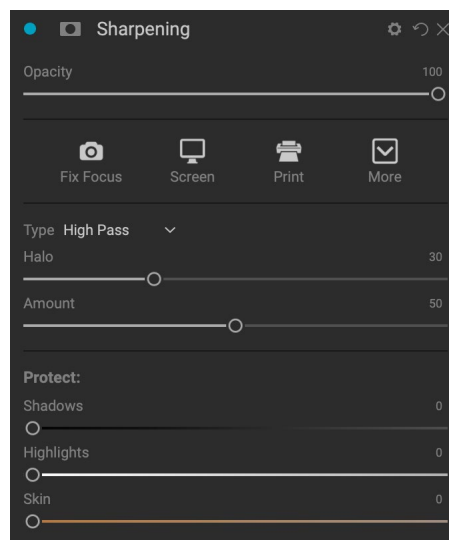 Sharpening
Opacity 100
Fix Focus Screen Print More
Type High Pass
Halo 30
Amount 50
Protect:
Shadows 0
Highlights 0
Skin 0